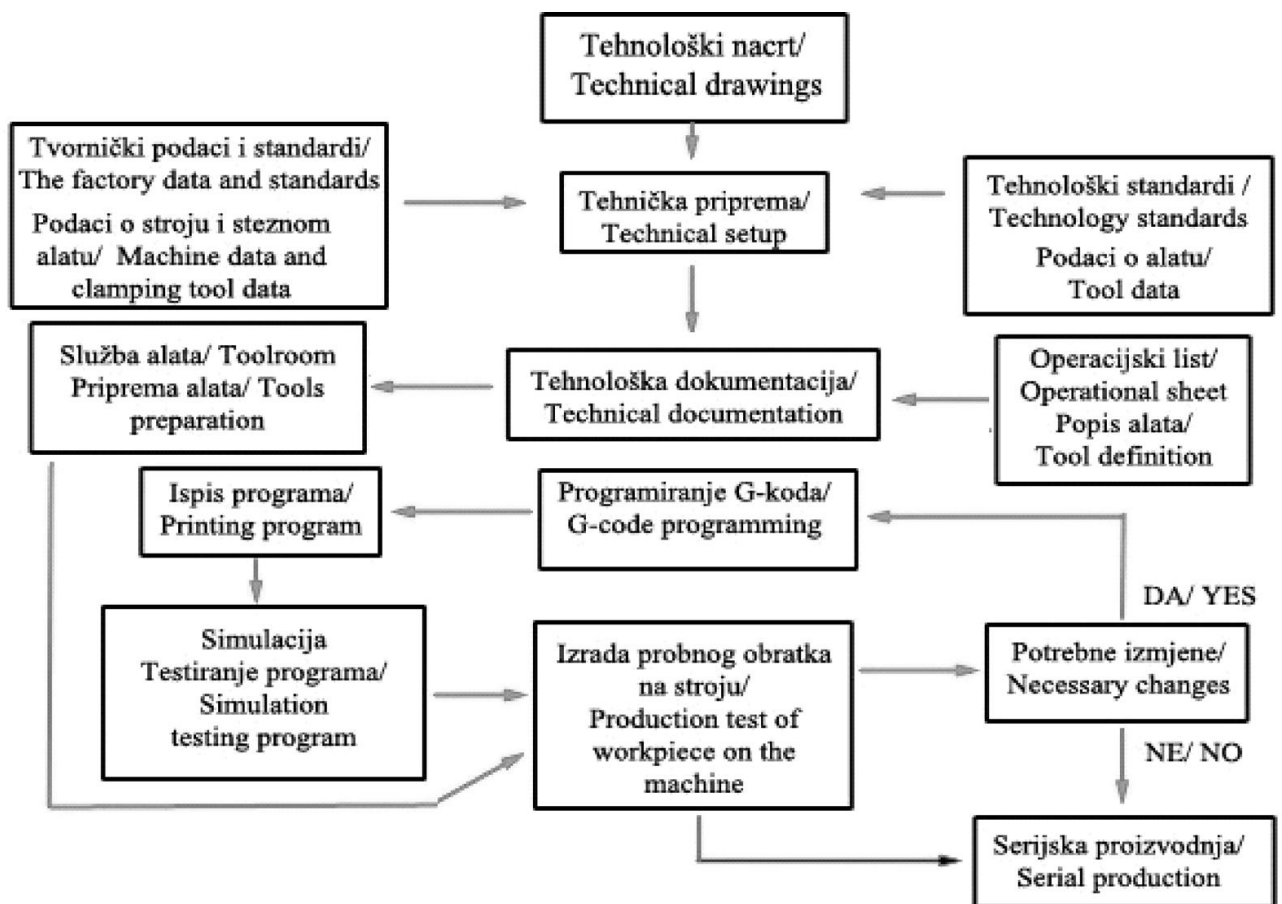 Tehnološki nacrt/
Technical drawings
Tvornički podaci i standardi/
The factory data and standards
Podaci o stroju i steznom
alatu/ Machine data and
clamping tool data
Tehnička priprema/
Technical setup
Tehnološki standardi /
Technology standards
Podaci o alatu/
Tool data
Služba alata/ Toolroom
Priprema alata/ Tools
preparation
Tehnološka dokumentacija/
Technical documentation
Operacijski list/
Operational sheet
Popis alata/
Tool definition
Ispis programa/
Printing program
Programiranje G-koda/
G-code programming
DA/ YES
Simulacija
Testiranje programa/
Simulation
testing program
Izrada probnog obratka
na stroju/
Production test of
workpiece on the
machine
Potrebne izmjene/
Necessary changes
NE/ NO
Serijska proizvodnja/
Serial production